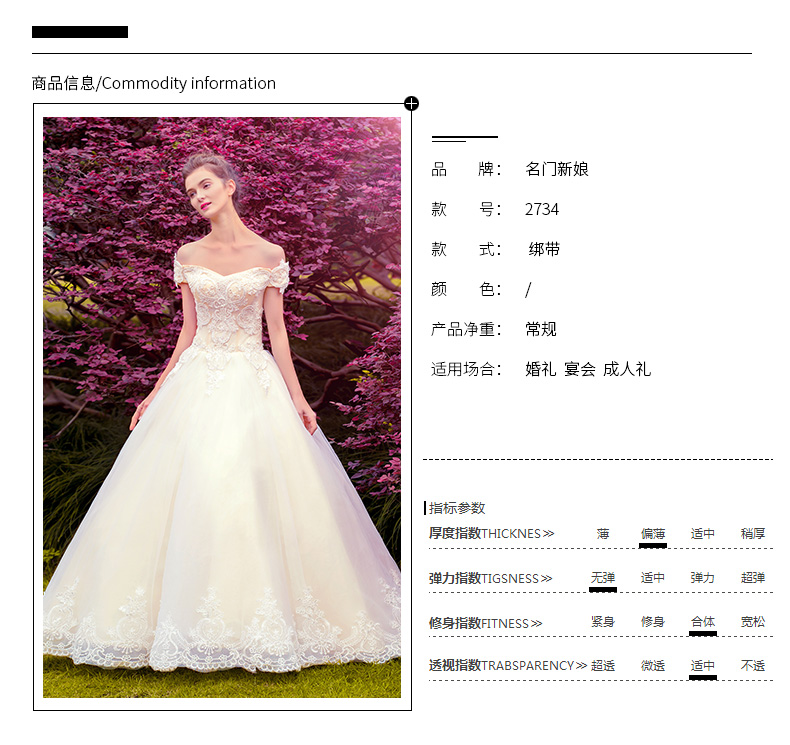 商品信息/Commodity information
品 牌： 名门新娘
款 号： 2734
款 式： 绑带
颜 色： /
产品净重： 常规
适用场合： 婚礼 宴会 成人礼
指标参数
厚度指数THICKNES≫ 薄 偏薄 适中 稍厚
弹力指数TIGSNESS≫ 无弹 适中 弹力 超弹
修身指数FITNESS≫ 紧身 修身 合体 宽松
透视指数TRABSPARENCY≫ 超透 微透 适中 不透